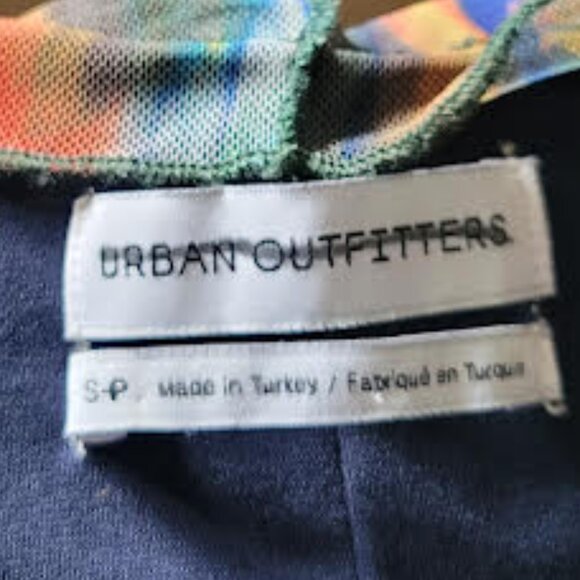 URBAN OUTFITTERS
S-P. Made in Turkey / Fabriqué en Turquie